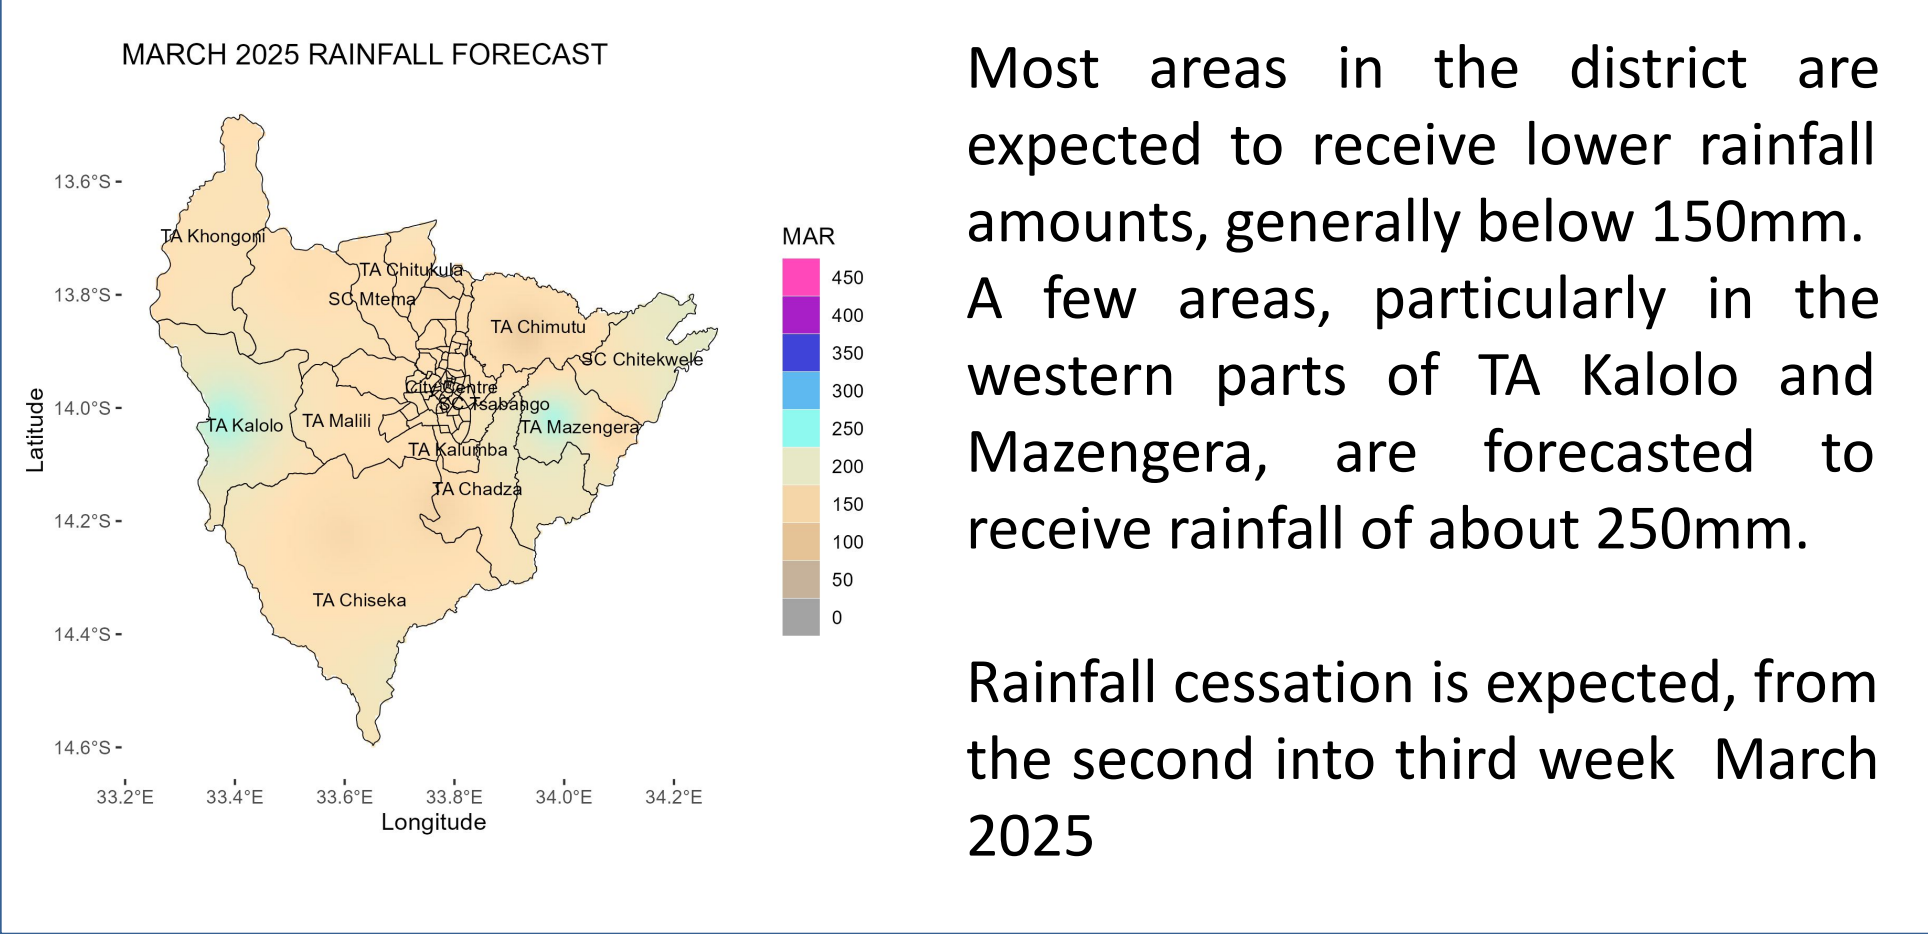 MARCH 2025 RAINFALL FORECAST
13.6°S
13.8°S
14.0°S
14.2°S
14.4°S
14.6°S
Latitude
33.2°E 33.4°E 33.6°E 33.8°E 34.0°E 34.2°E
Longitude
TA Khongoni
TA Chitukula
SC Mtema
TA Chimutu
SC Chitekwele
City Centre
SC Tsabango
TA Kalolo
TA Malili
TA Mazengera
TA Kalumba
TA Chadza
TA Chiseka
MAR
450
400
350
300
250
200
150
100
50
0
Most areas in the district are
expected to receive lower rainfall
amounts, generally below 150mm.
A few areas, particularly in the
western parts of TA Kalolo and
Mazengera, are forecasted to
receive rainfall of about 250mm.
Rainfall cessation is expected, from
the second into third week March
2025